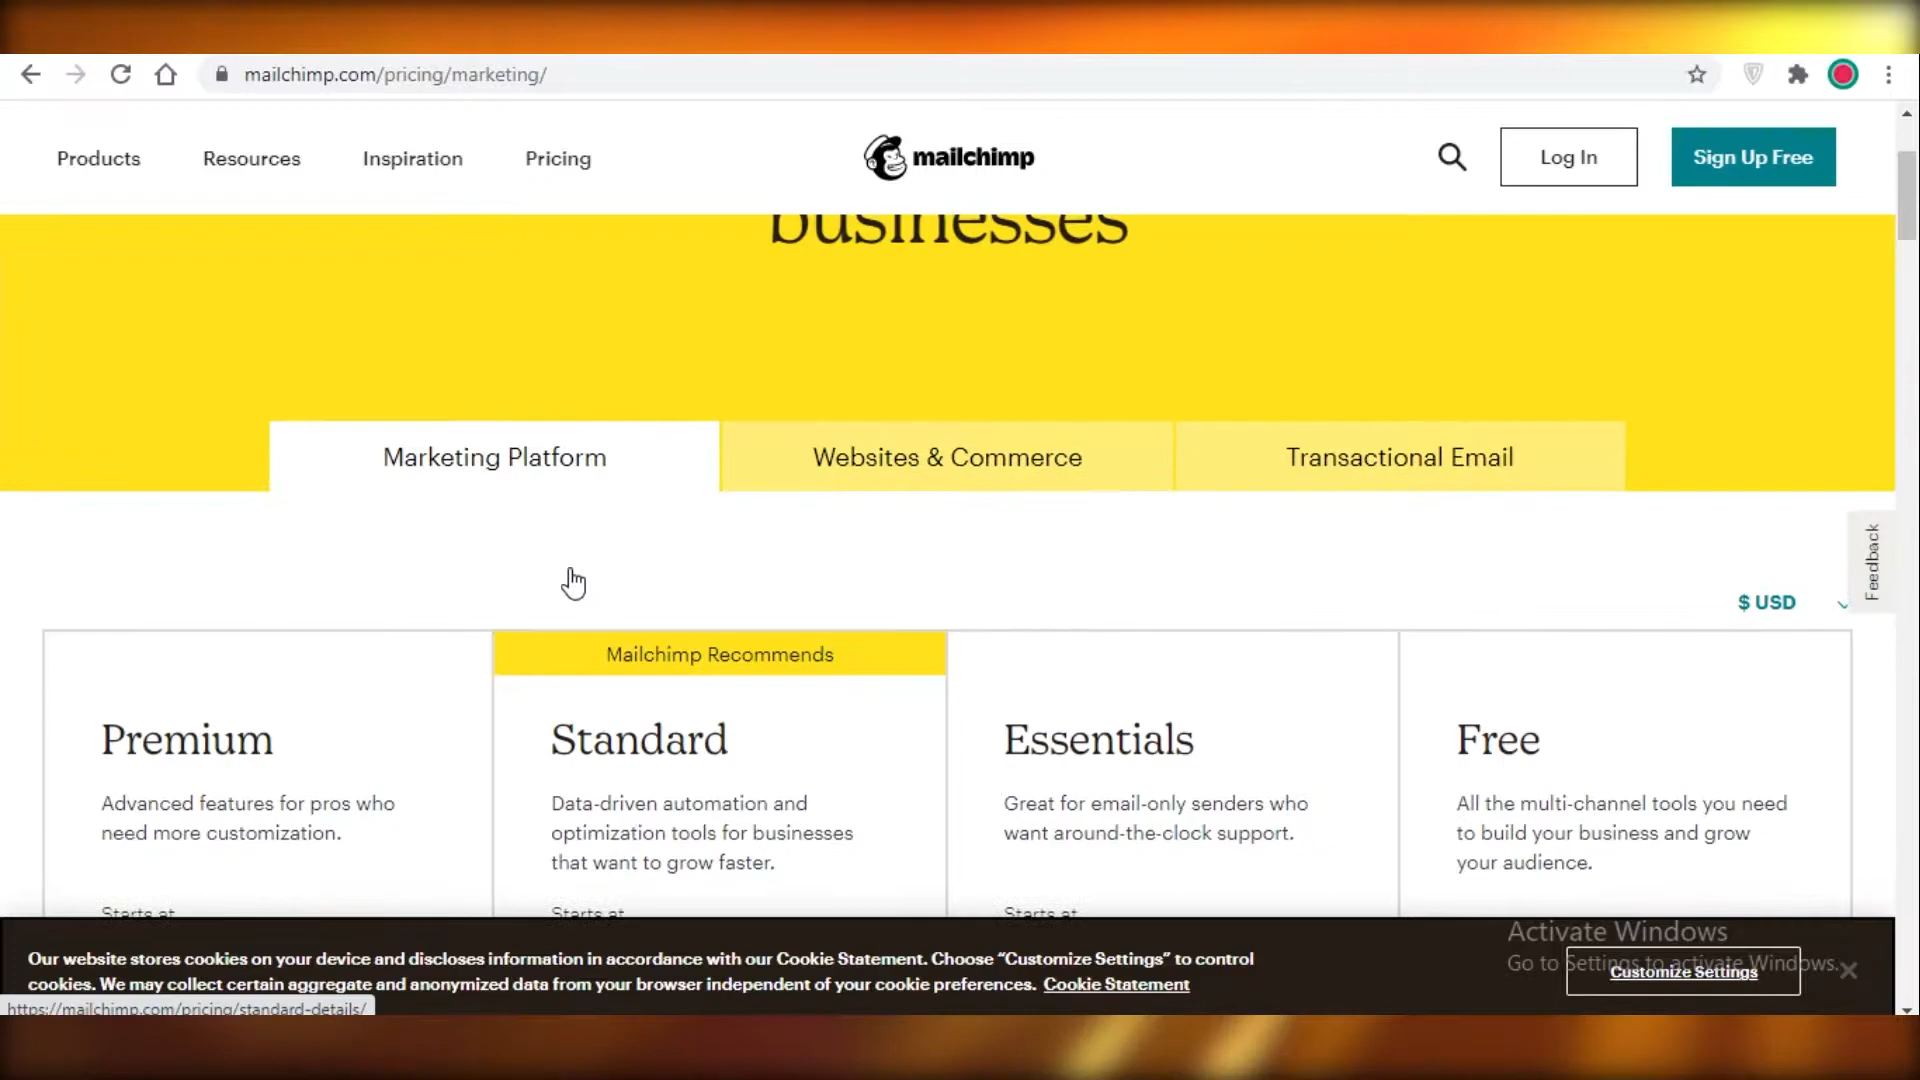 mailchimp.com/pricing/marketing/
Products
Resources
Inspiration
Pricing
mailchimp
Log In
Sign Up Free
businesses
Marketing Platform
Websites & Commerce
Transactional Email
Feedback
$ USD
Mailchimp Recommends
Premium
Advanced features for pros who
need more customization.
Starts at
Standard
Data-driven automation and
optimization tools for businesses
that want to grow faster.
Starts at
Essentials
Great for email-only senders who
want around-the-clock support.
Starts at
Free
All the multi-channel tools you need
to build your business and grow
your audience.
Our website stores cookies on your device and discloses information in accordance with our Cookie Statement. Choose “Customize Settings” to control
cookies. We may collect certain aggregate and anonymized data from your browser independent of your cookie preferences. Cookie Statement
Customize Settings
Activate Windows
Go to Settings to activate Windows.
https://mailchimp.com/pricing/standard-details/